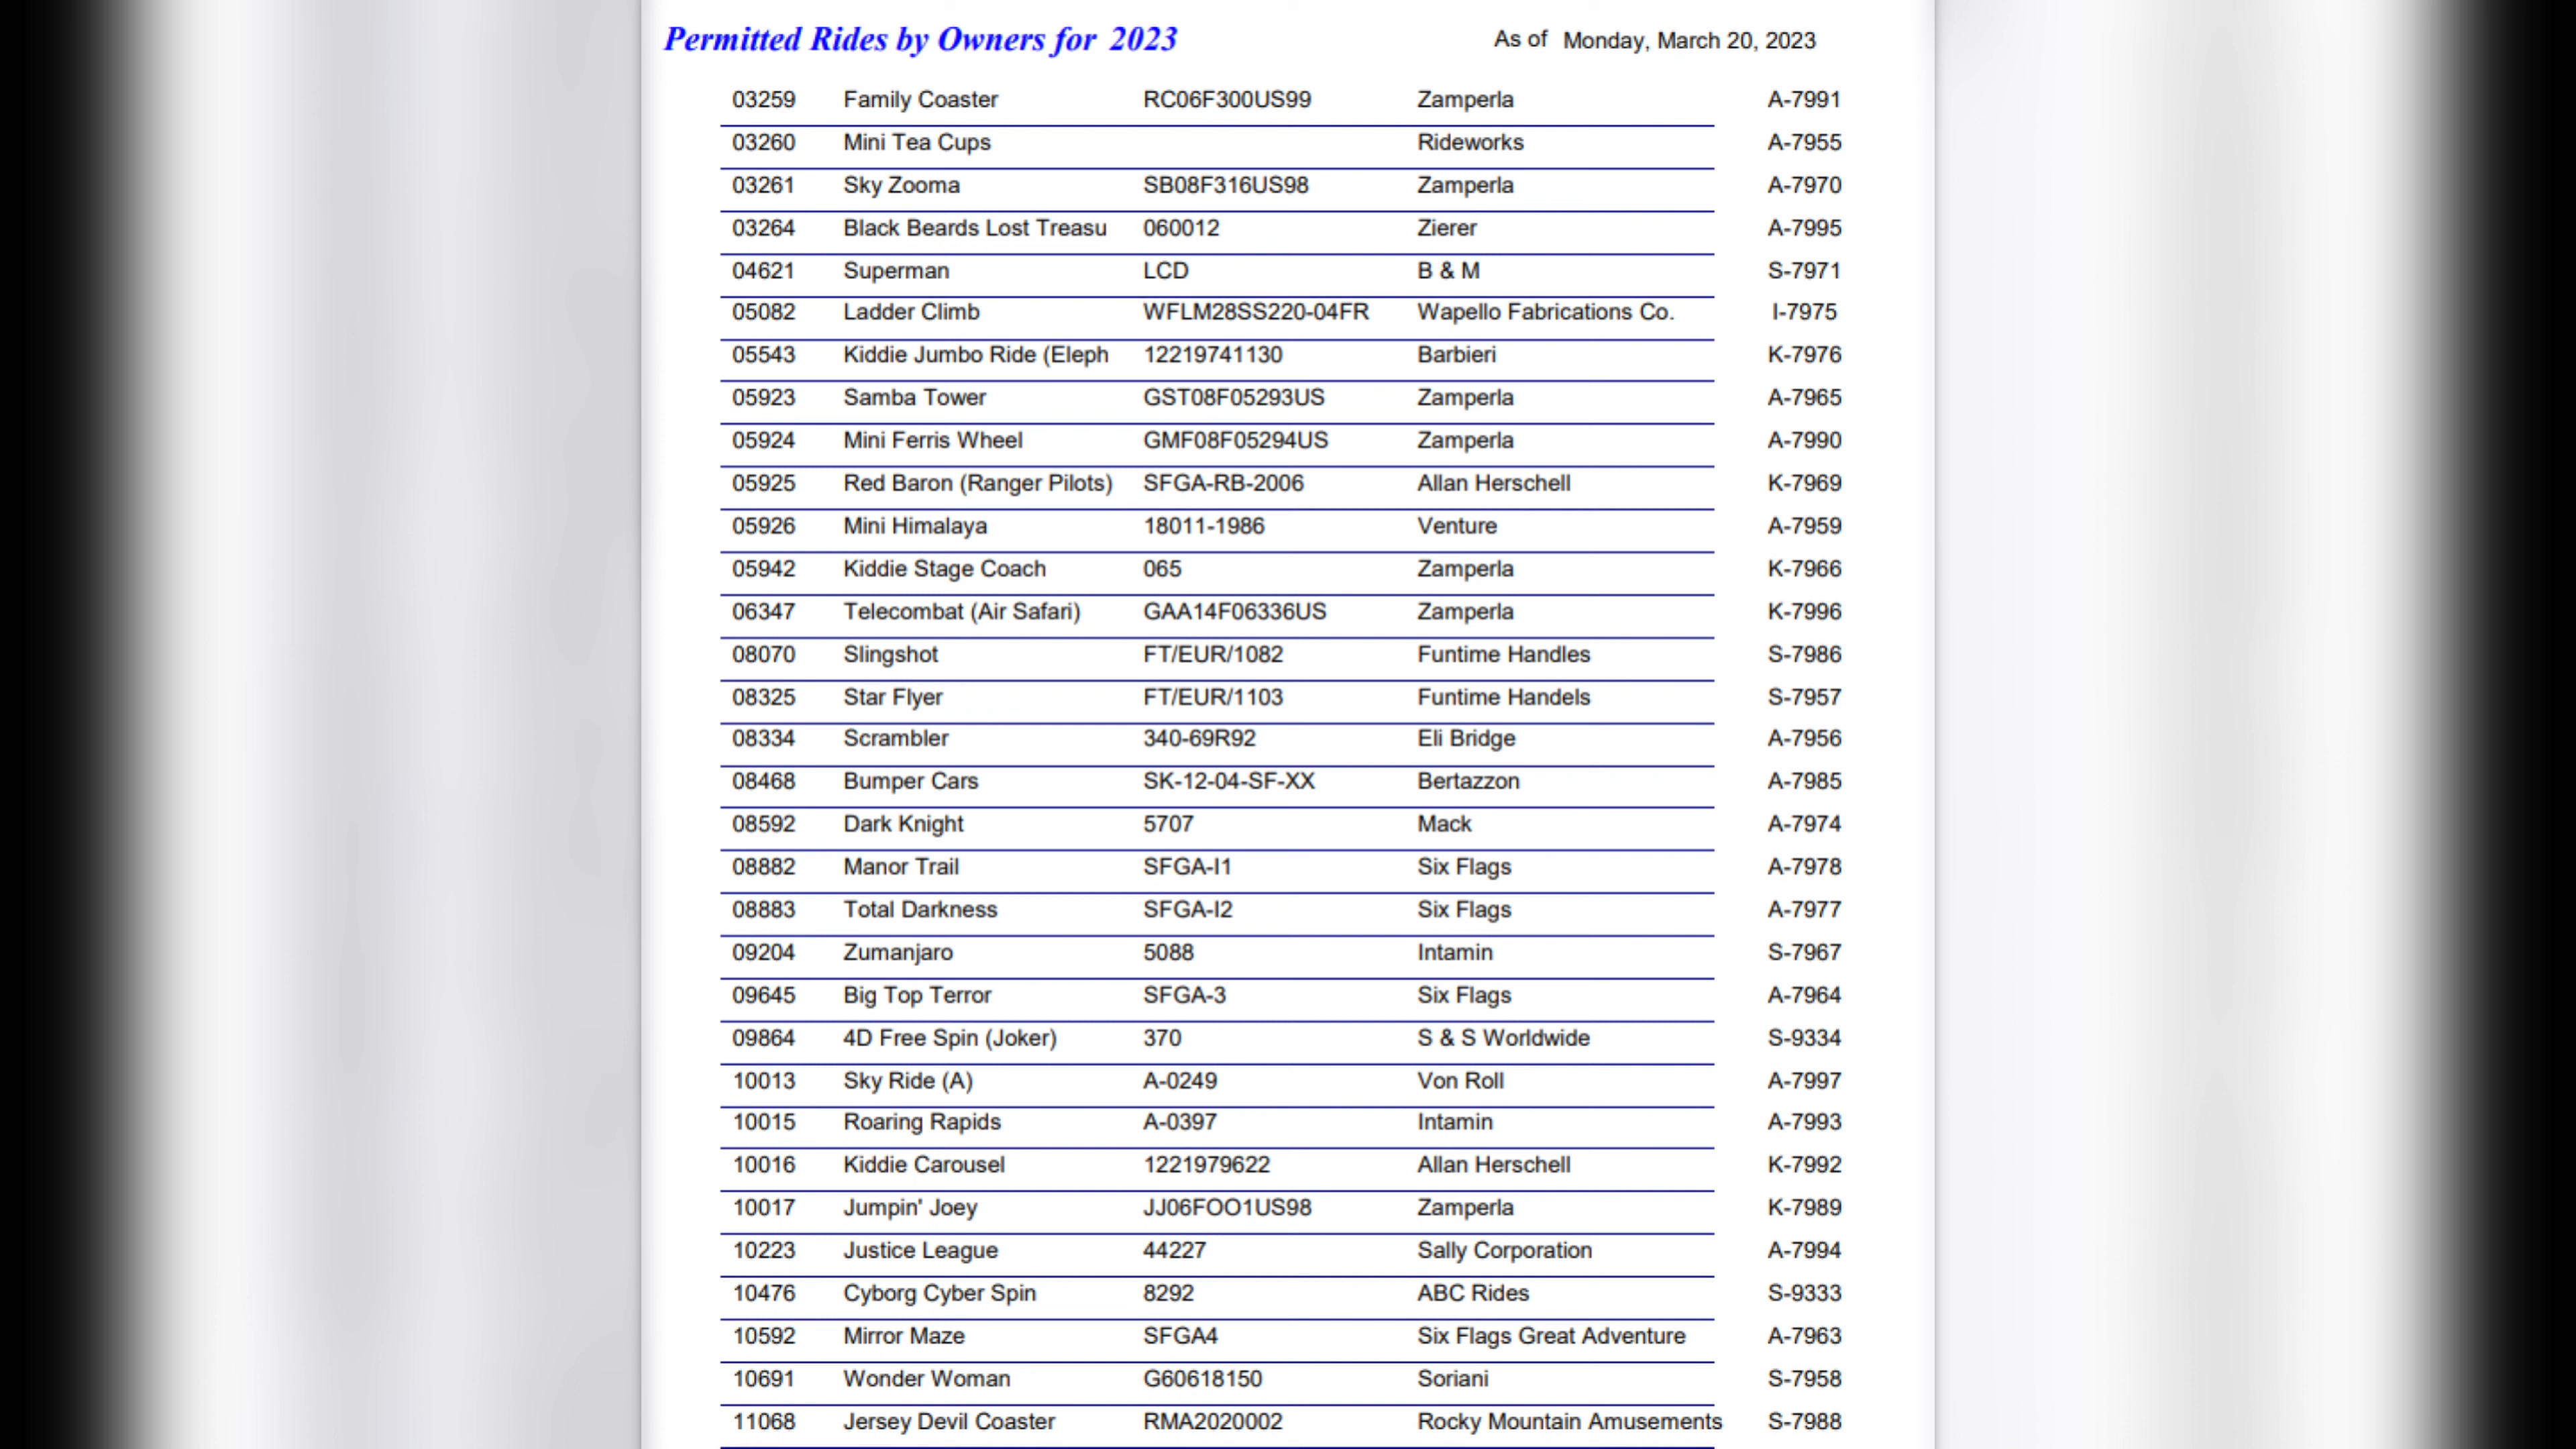 Permitted Rides by Owners for 2023 As of Monday, March 20, 2023
03259 Family Coaster RC06F300US99 Zamperla A-7991
03260 Mini Tea Cups Rideworks A-7955
03261 Sky Zooma SB08F316US98 Zamperla A-7970
03264 Black Beards Lost Treasu 060012 Zierer A-7995
04621 Superman LCD B & M S-7971
05082 Ladder Climb WFLM28SS220-04FR Wapello Fabrications Co. I-7975
05543 Kiddie Jumbo Ride (Eleph 12219741130 Barbieri K-7976
05923 Samba Tower GST08F05293US Zamperla A-7965
05924 Mini Ferris Wheel GMF08F05294US Zamperla A-7990
05925 Red Baron (Ranger Pilots) SFGA-RB-2006 Allan Herschell K-7969
05926 Mini Himalaya 18011-1986 Venture A-7959
05942 Kiddie Stage Coach 065 Zamperla K-7966
06347 Telecombat (Air Safari) GAA14F06336US Zamperla K-7996
08070 Slingshot FT/EUR/1082 Funtime Handles S-7986
08325 Star Flyer FT/EUR/1103 Funtime Handels S-7957
08334 Scrambler 340-69R92 Eli Bridge A-7956
08468 Bumper Cars SK-12-04-SF-XX Bertazzon A-7985
08592 Dark Knight 5707 Mack A-7974
08882 Manor Trail SFGA-I1 Six Flags A-7978
08883 Total Darkness SFGA-I2 Six Flags A-7977
09204 Zumanjaro 5088 Intamin S-7967
09645 Big Top Terror SFGA-3 Six Flags A-7964
09864 4D Free Spin (Joker) 370 S & S Worldwide S-9334
10013 Sky Ride (A) A-0249 Von Roll A-7997
10015 Roaring Rapids A-0397 Intamin A-7993
10016 Kiddie Carousel 1221979622 Allan Herschell K-7992
10017 Jumpin' Joey JJ06FOO1US98 Zamperla K-7989
10223 Justice League 44227 Sally Corporation A-7994
10476 Cyborg Cyber Spin 8292 ABC Rides S-9333
10592 Mirror Maze SFGA4 Six Flags Great Adventure A-7963
10691 Wonder Woman G60618150 Soriani S-7958
11068 Jersey Devil Coaster RMA2020002 Rocky Mountain Amusements S-7988